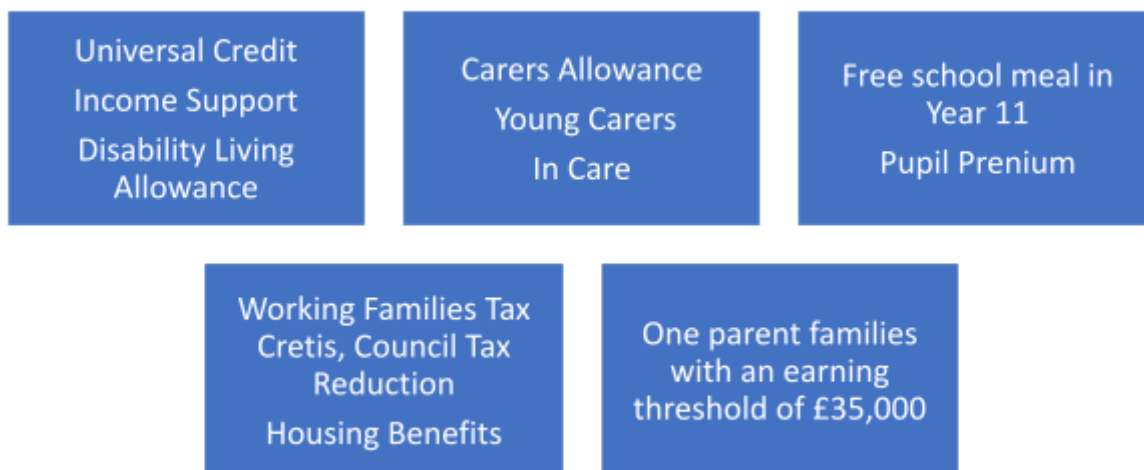 Universal Credit
Income Support
Disability Living
Allowance
Carers Allowance
Young Carers
In Care
Free school meal in
Year 11
Pupil Prenium
Working Families Tax
Cretis, Council Tax
Reduction
Housing Benefits
One parent families
with an earning
threshold of £35,000